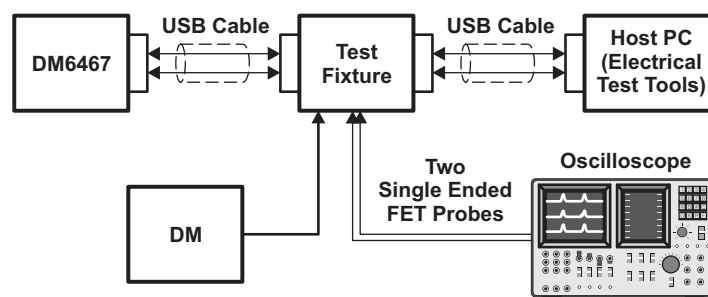 USB Cable
USB Cable
DM6467
Test
Fixture
Host PC
(Electrical
Test Tools)
Two
Single Ended
FET Probes
Oscilloscope
DM